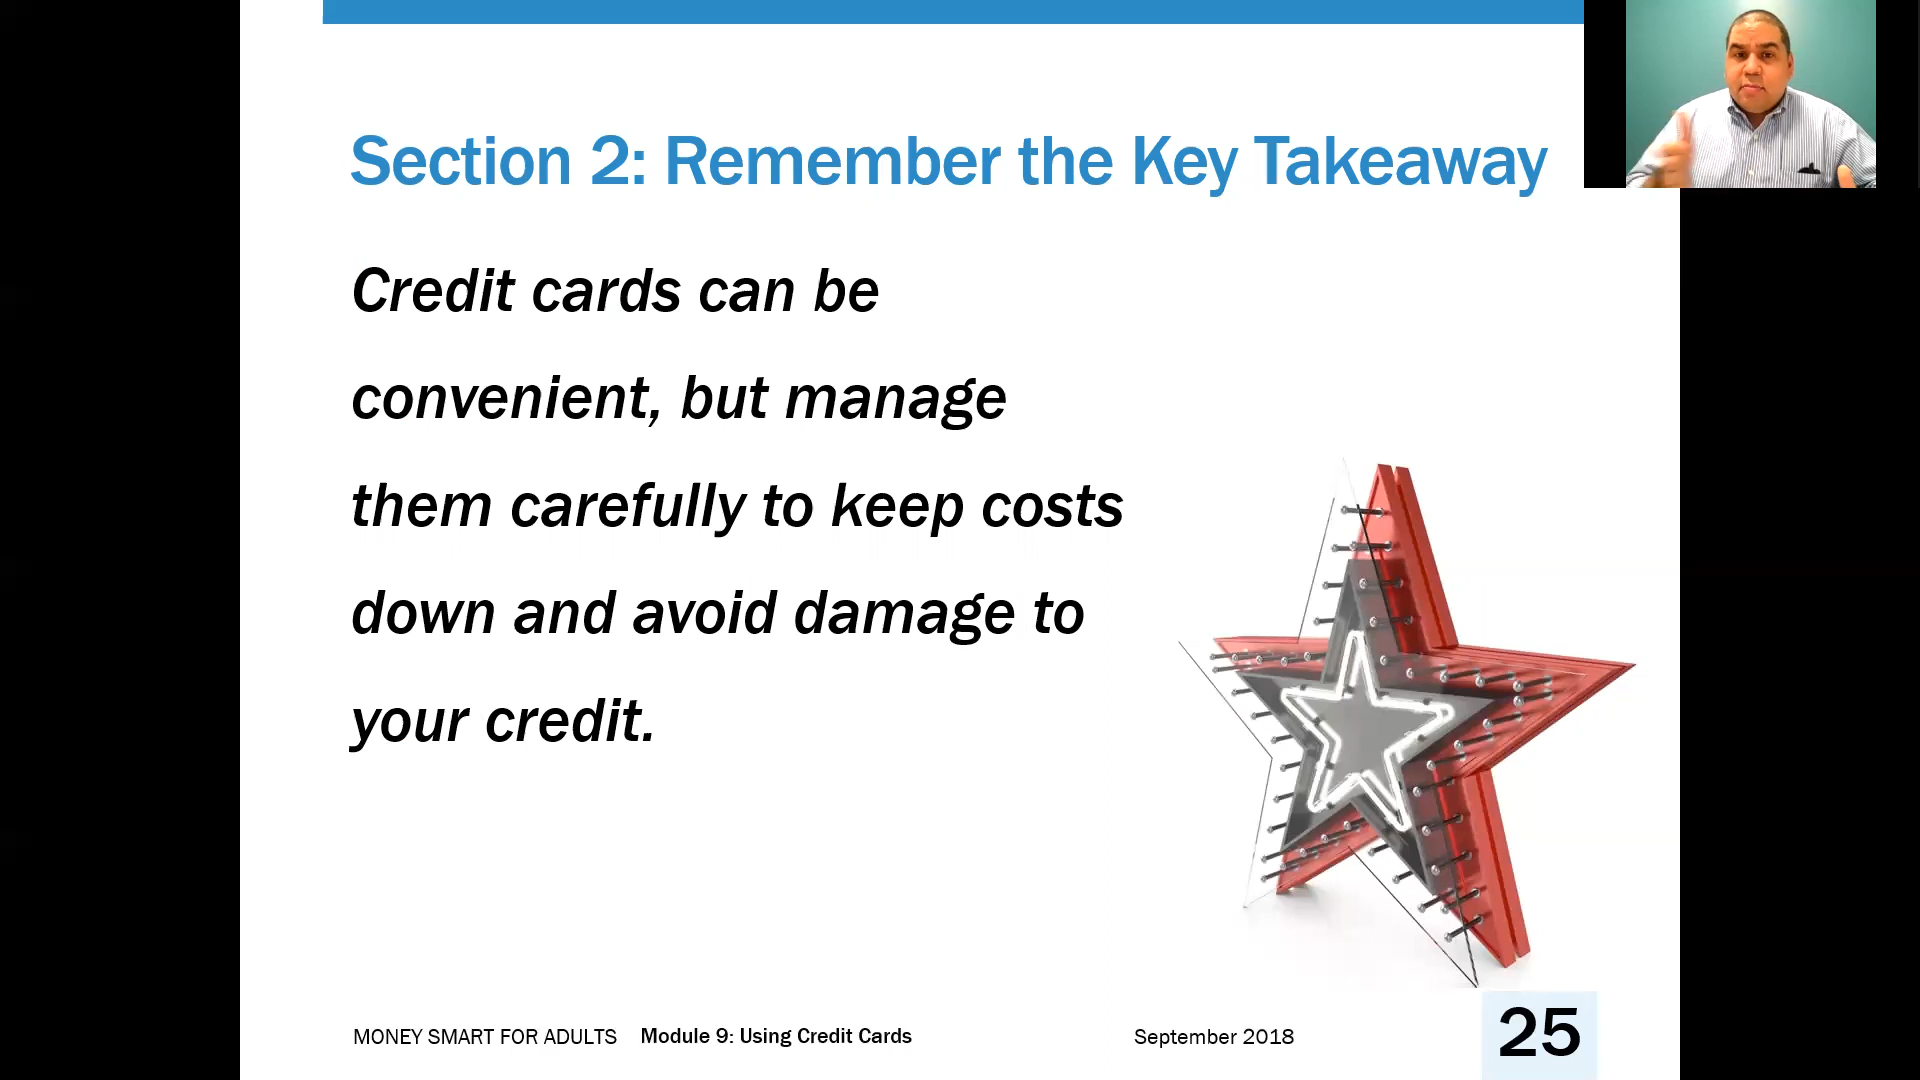 Section 2: Remember the Key Takeaway
Credit cards can be
convenient, but manage
them carefully to keep costs
down and avoid damage to
your credit.
MONEY SMART FOR ADULTS Module 9: Using Credit Cards September 2018 25